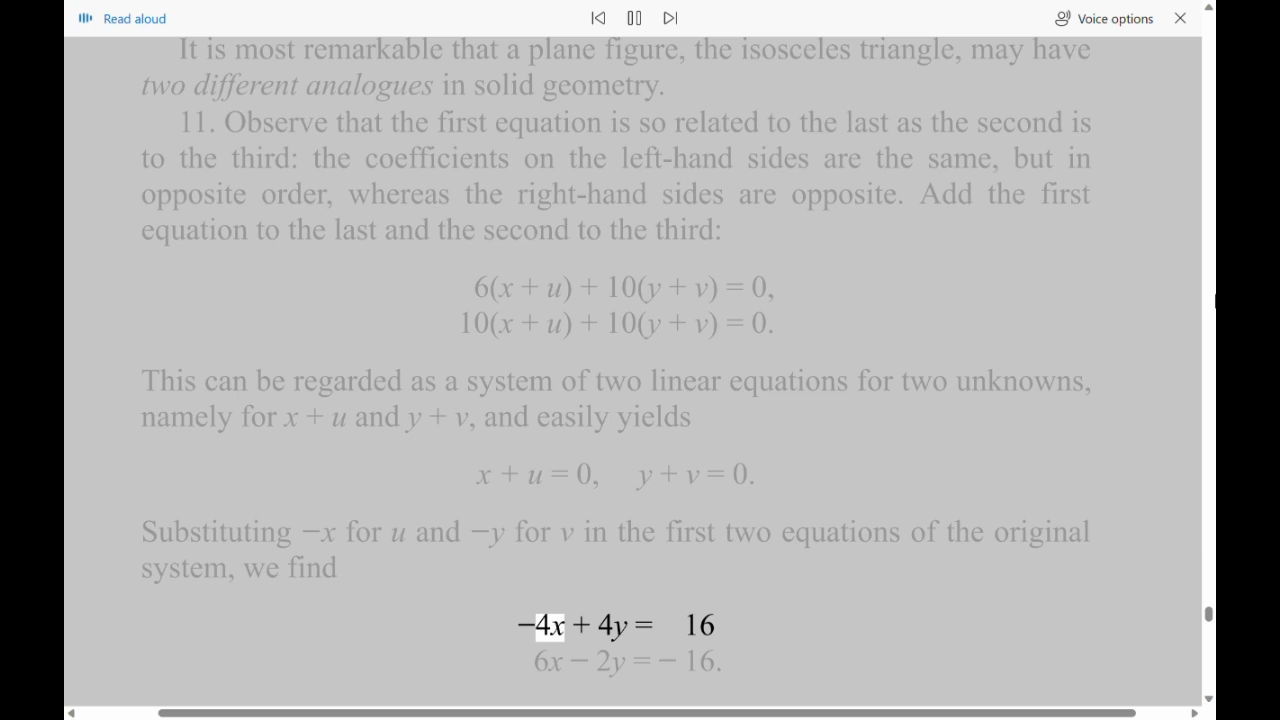 Read aloud
Voice options
It is most remarkable that a plane figure, the isosceles triangle, may have
two different analogues in solid geometry.
11. Observe that the first equation is so related to the last as the second is
to the third: the coefficients on the left-hand sides are the same, but in
opposite order, whereas the right-hand sides are opposite. Add the first
equation to the last and the second to the third:
6(x + u) + 10(y + v) = 0,
10(x + u) + 10(y + v) = 0.
This can be regarded as a system of two linear equations for two unknowns,
namely for x + u and y + v, and easily yields
x + u = 0, y + v = 0.
Substituting −x for u and −y for v in the first two equations of the original
system, we find
−4x + 4y = 16
6x − 2y = − 16.